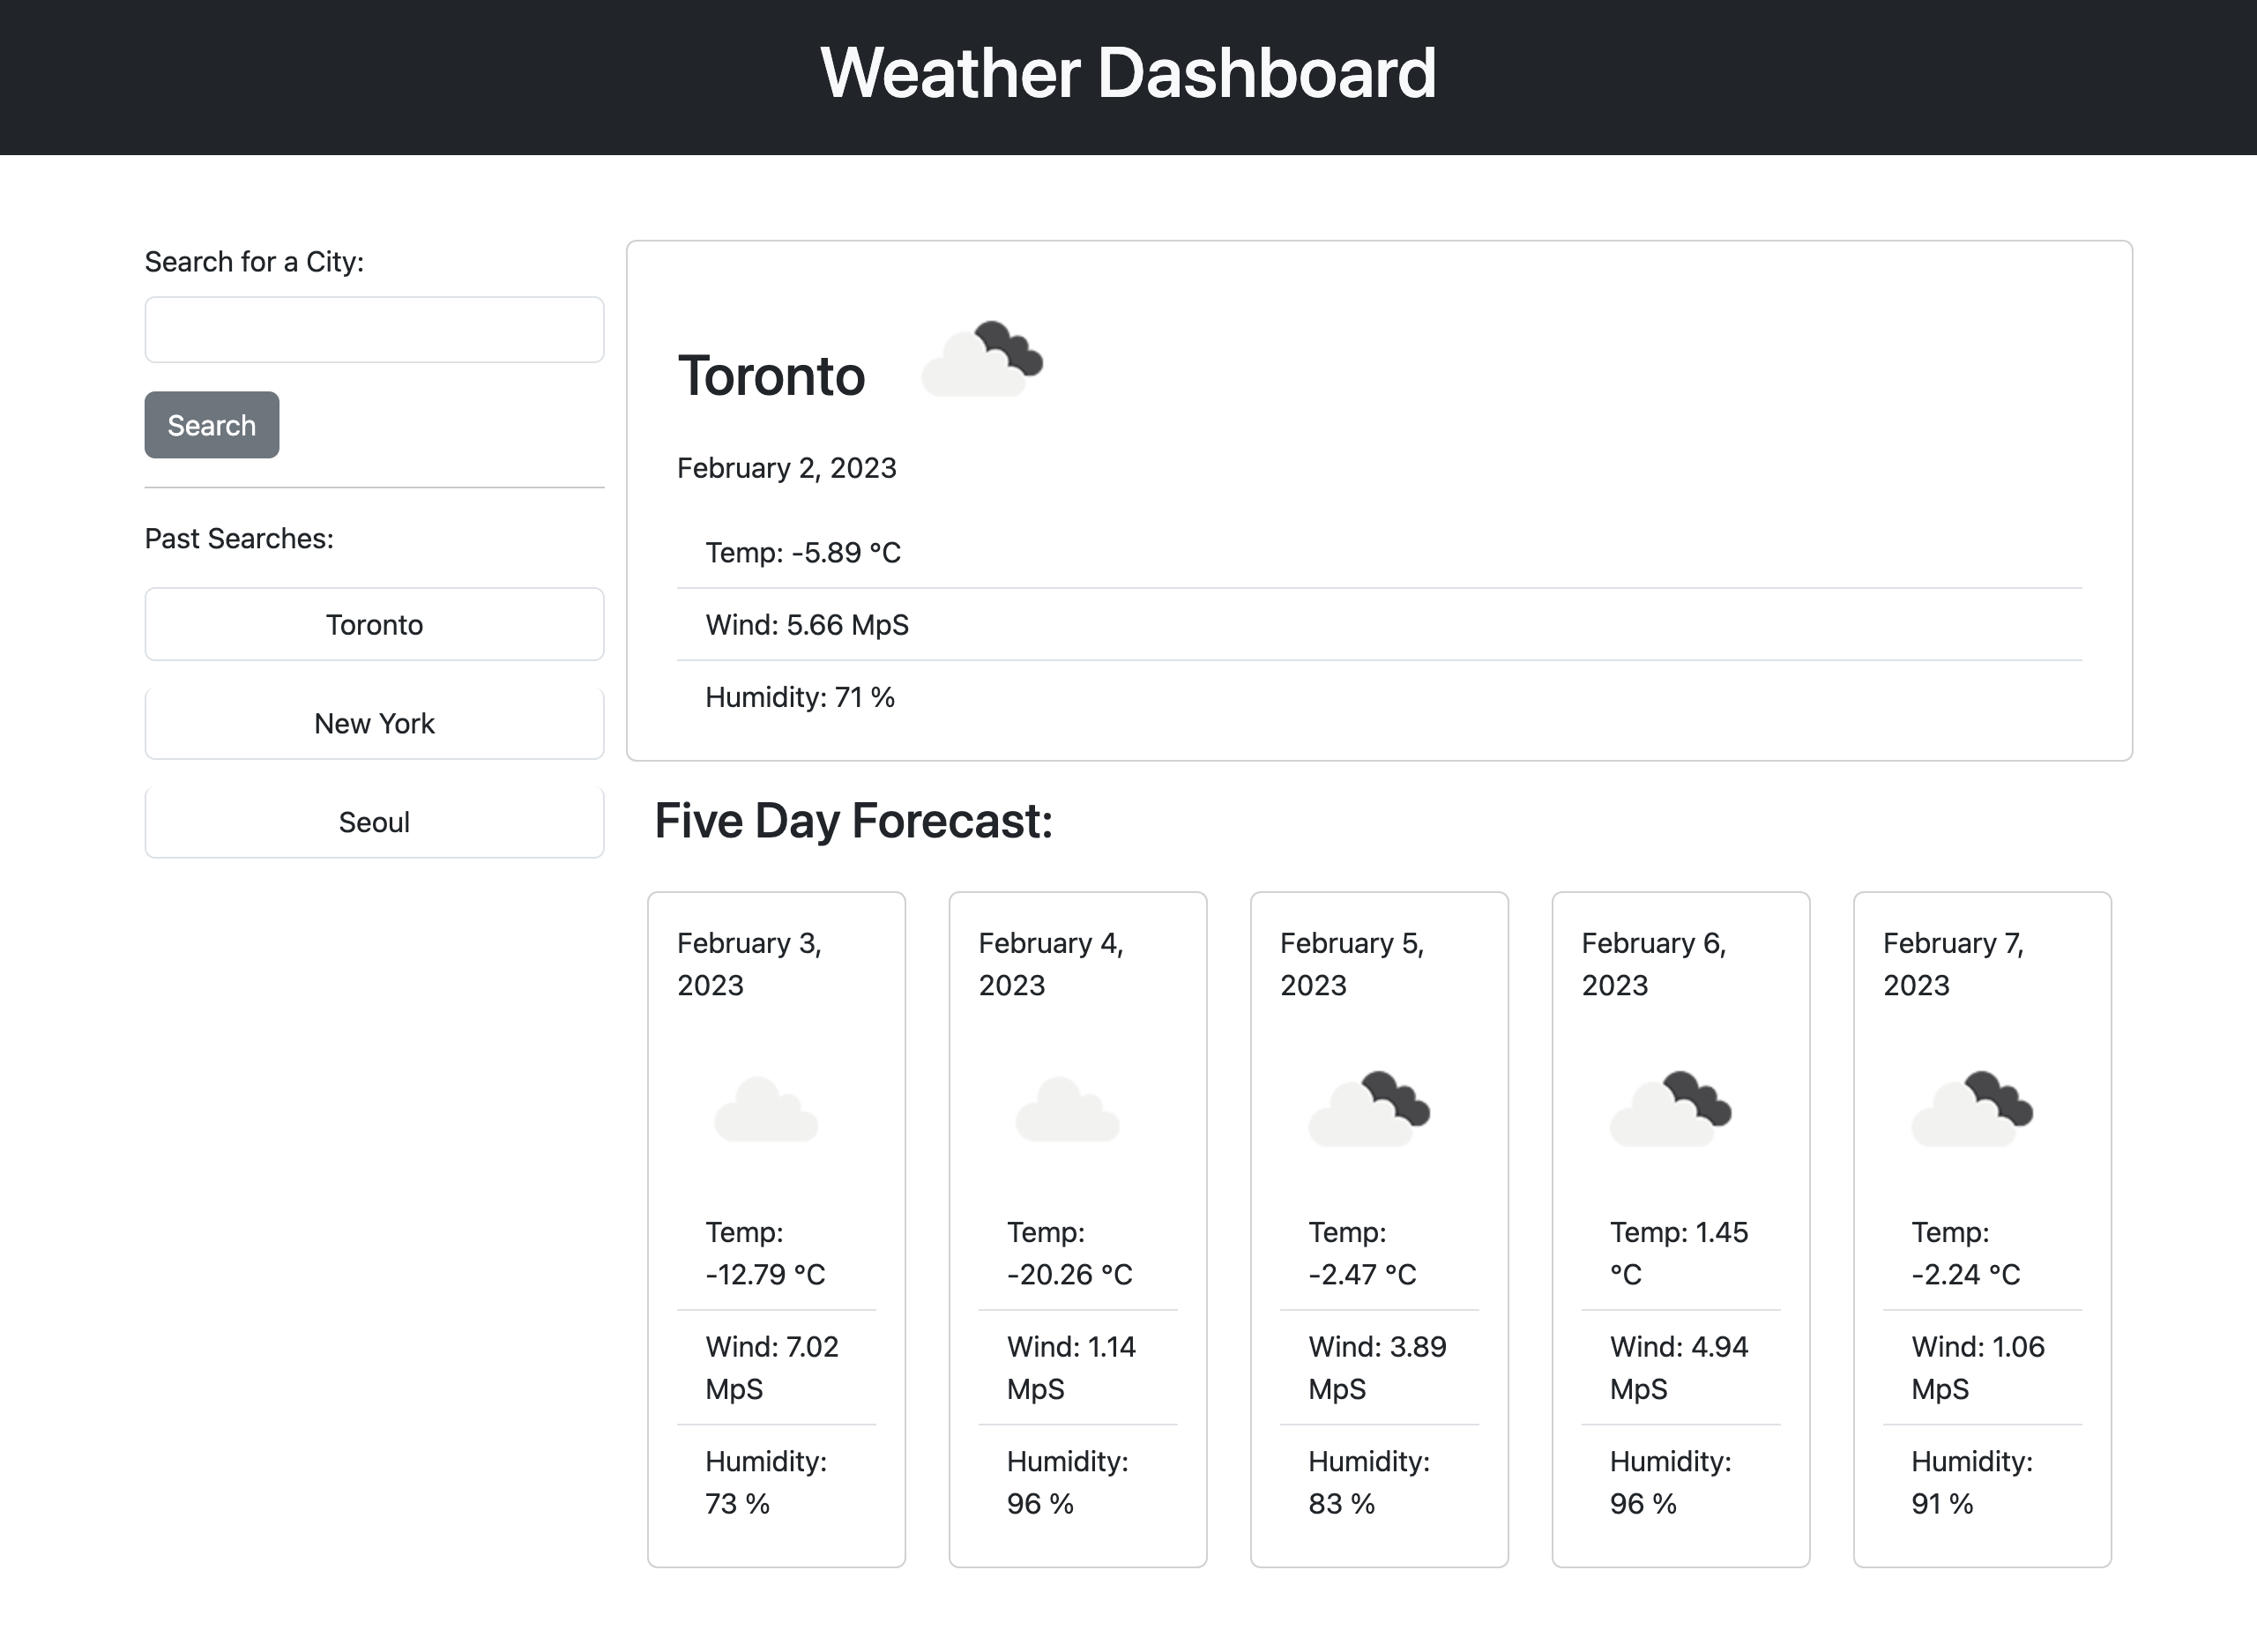 Weather Dashboard
Search for a City:
Search
Past Searches:
Toronto
New York
Seoul
Toronto
February 2, 2023
Temp: -5.89 °C
Wind: 5.66 MpS
Humidity: 71 %
Five Day Forecast:
February 3,
2023
Temp:
-12.79 °C
Wind: 7.02
MpS
Humidity:
73 %
February 4,
2023
Temp:
-20.26 °C
Wind: 1.14
MpS
Humidity:
96 %
February 5,
2023
Temp:
-2.47 °C
Wind: 3.89
MpS
Humidity:
83 %
February 6,
2023
Temp: 1.45
°C
Wind: 4.94
MpS
Humidity:
96 %
February 7,
2023
Temp:
-2.24 °C
Wind: 1.06
MpS
Humidity:
91 %